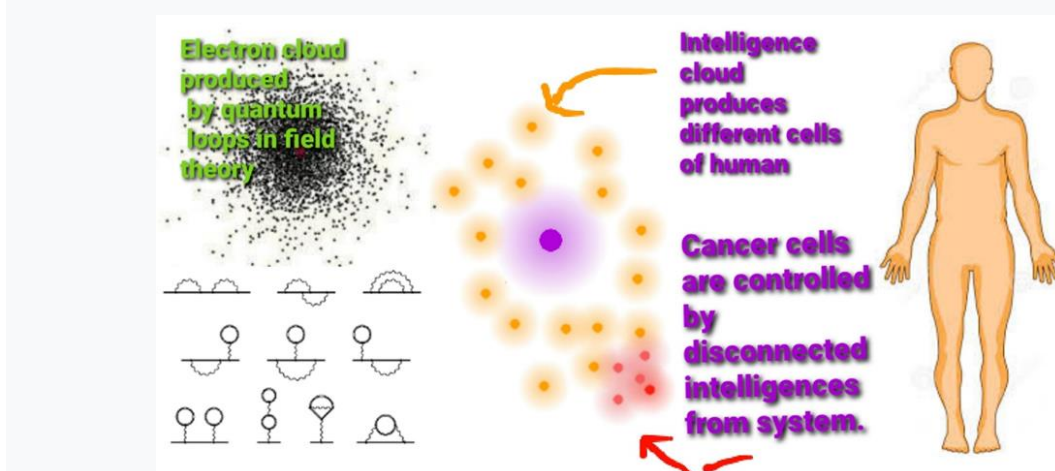 Electron cloud
produced
by quantum
loops in field
theory
Intelligence
cloud
produces
different cells
of human
Cancer cells
are controlled
by
disconnected
intelligences
from system.